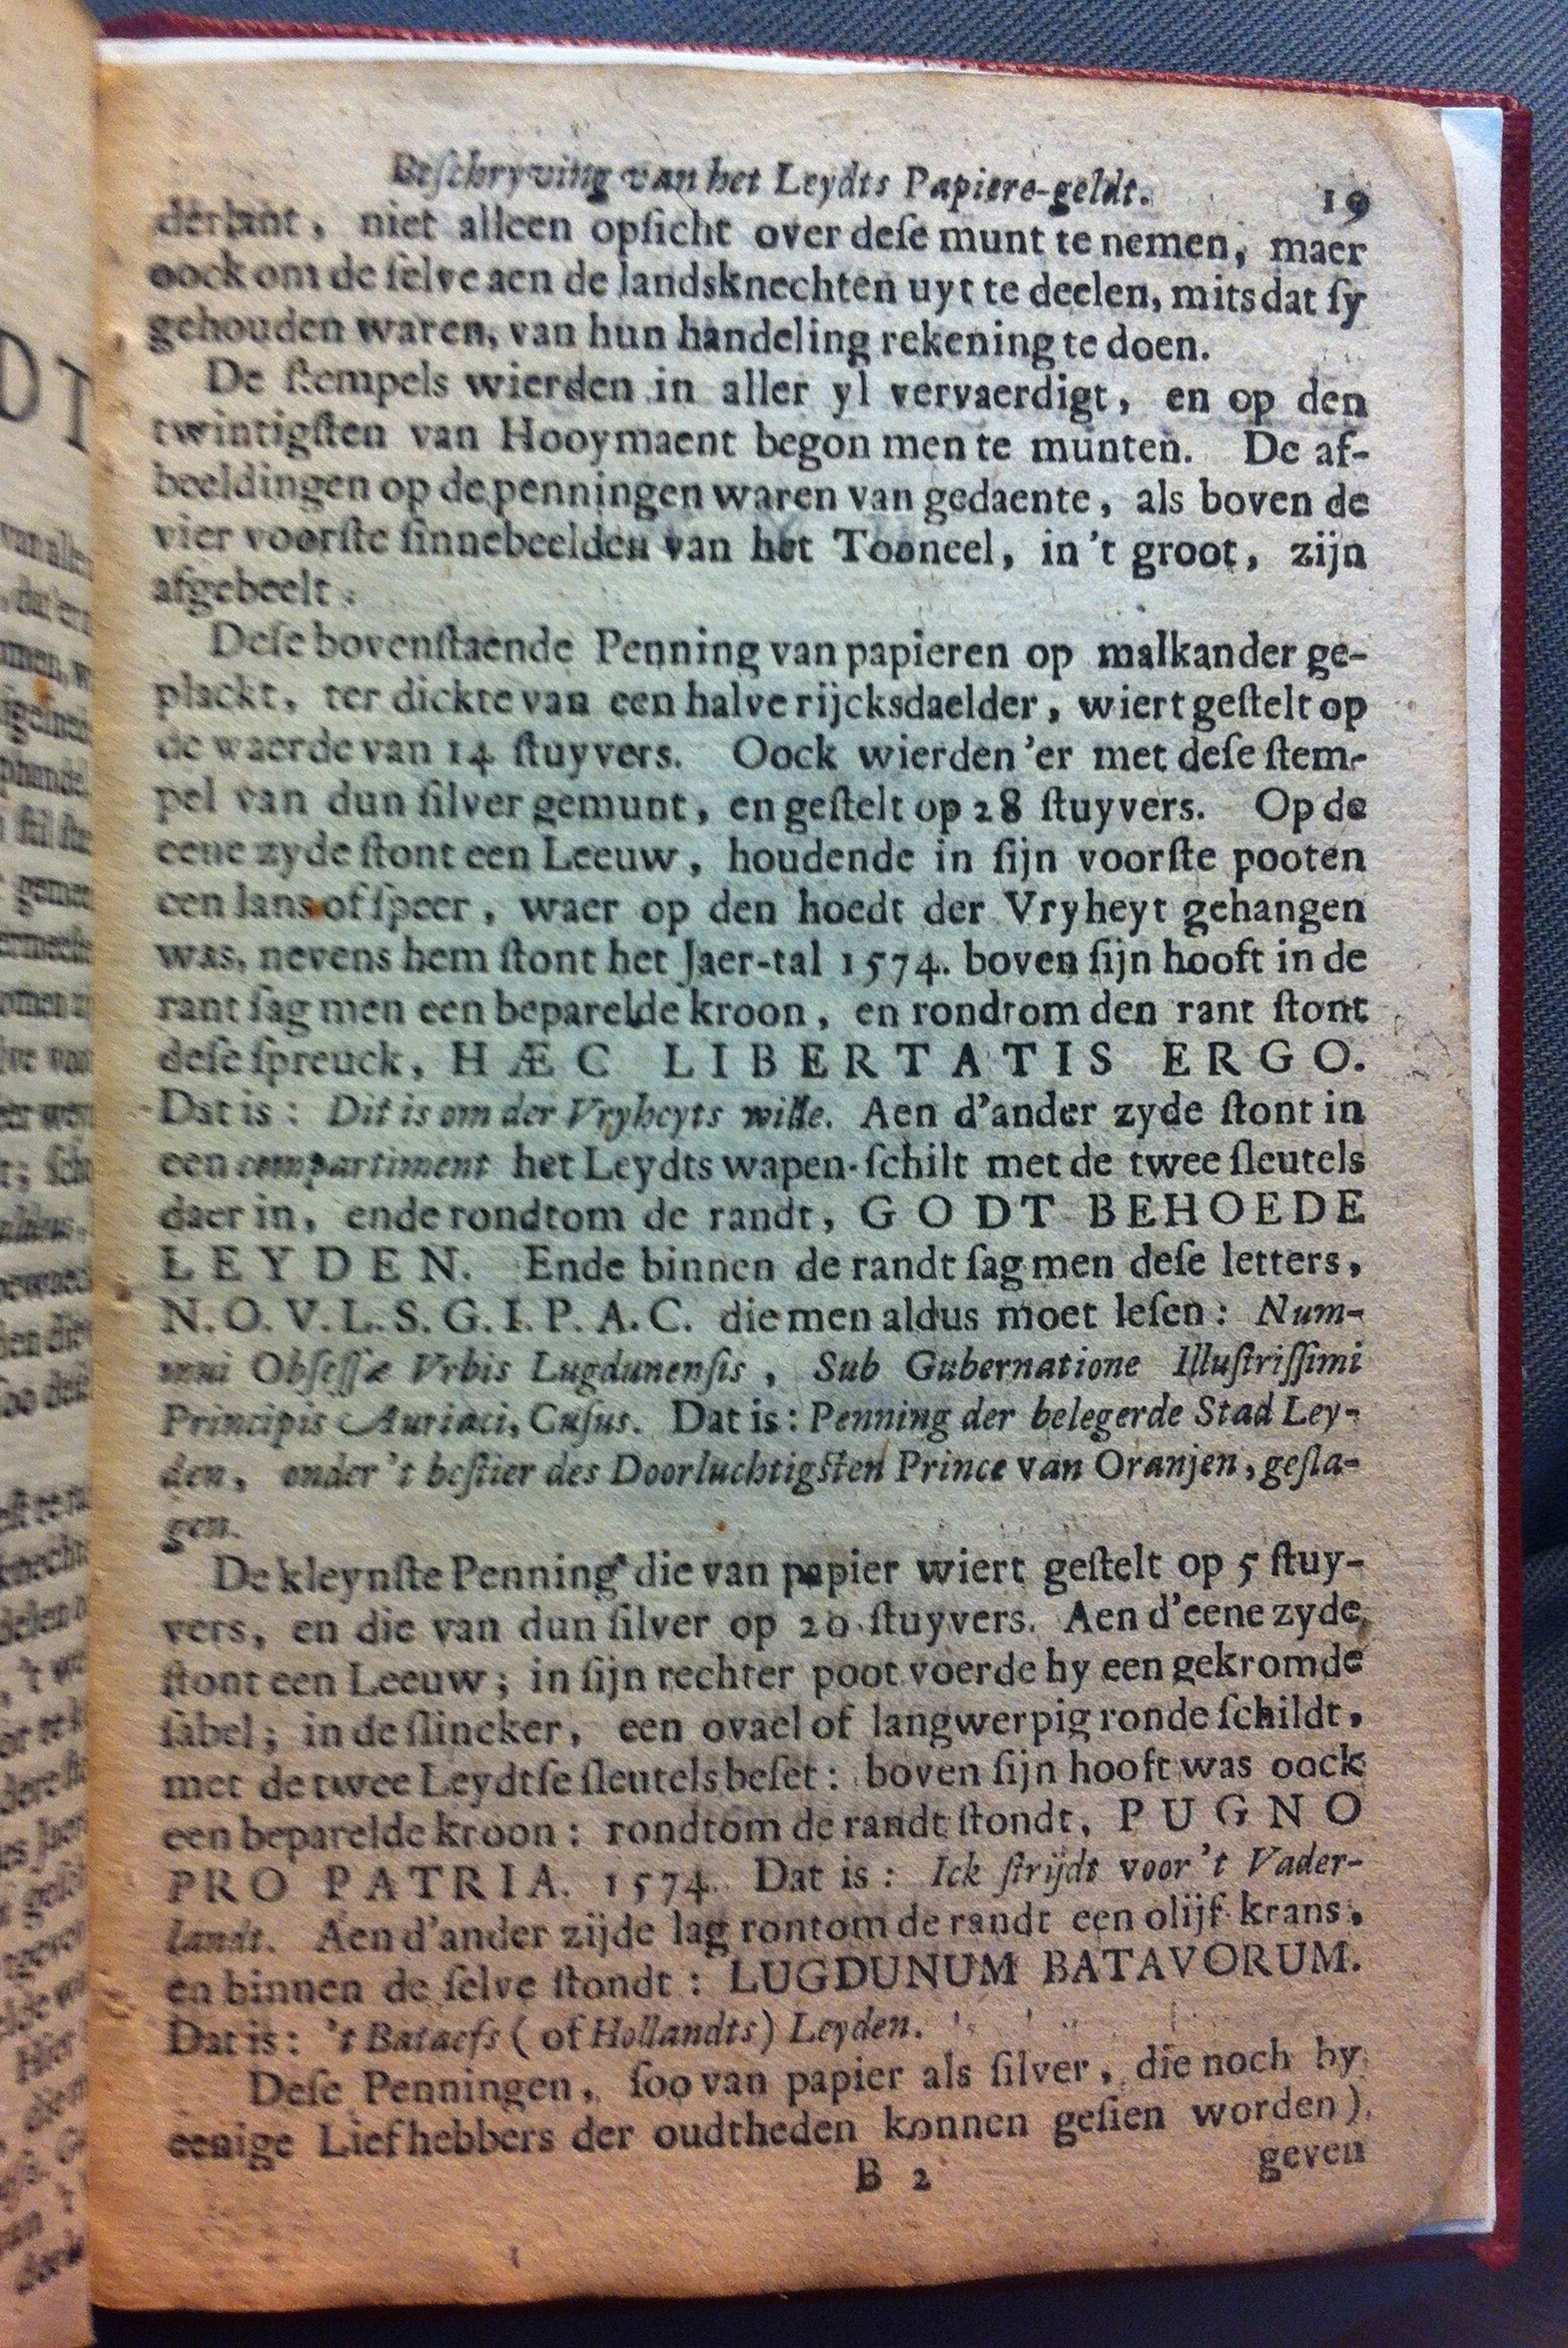 Beſchryving van het Leydts Papiere-geldt. 19
derlant, niet alleen opſicht over deſe munt te nemen, maer
oock om de ſelve aen de landsknechten uyt te deelen, mits dat ſy
gehouden waren, van hun handeling rekening te doen.
De ſtempels wierden in aller yl vervaerdigt, en op den
twintigſten van Hooymaent begon men te munten. De af-
beeldingen op de penningen waren van gedaente, als boven de
vier voorſte ſinnebeelden van het Tooneel, in 't groot, zijn
afgebeelt.
Deſe bovenſtaende Penning van papieren op malkander ge-
plackt, ter dickte van een halve rijcksdaelder, wiert geſtelt op
de waerde van 14 ſtuyvers. Oock wierden 'er met deſe ſtem-
pel van dun ſilver gemunt, en geſtelt op 28 ſtuyvers. Op de
eene zyde ſtont een Leeuw, houdende in ſijn voorſte pooten
een lans of ſpeer, waer op den hoedt der Vryheyt gehangen
was, nevens hem ſtont het Jaer-tal 1574. boven ſijn hooft in de
rant ſag men een beparelde kroon, en rondtom den rant ſtont
deſe ſpreuck, HÆC LIBERTATIS ERGO.
Dat is: Dit is om der Vryheyts wille. Aen d'ander zyde ſtont in
een compartiment het Leydts wapen-ſchilt met de twee ſleutels
daer in, ende rondtom de randt, GODT BEHOEDE
LEYDEN. Ende binnen de randt ſag men deſe letters,
N. O. V. L. S. G. I. P. A. C. die men aldus moet leſen: Num-
mui Obſeſſæ Vrbis Lugdunenſis, Sub Gubernatione Illuſtriſſimi
Principis Auriaci, Cuſus. Dat is: Penning der belegerde Stad Ley-
den, onder 't beſtier des Doorluchtigſten Prince van Oranjen, geſla-
gen.
De kleynſte Penning die van papier wiert geſtelt op 5 ſtuy-
vers, en die van dun ſilver op 20 ſtuyvers. Aen d'eene zyde,
ſtont een Leeuw; in ſijn rechter poot voerde hy een gekromde
ſabel; in de ſlincker, een ovael of langwerpig ronde ſchildt,
met de twee Leydtſe ſleutels beſet: boven ſijn hooft was oock
een beparelde kroon: rondtom de randt ſtondt, PUGNO
PRO PATRIA. 1574. Dat is: Ick ſtrijdt voor 't Vader-
landt. Aen d'ander zijde lag rontom de randt een olijf-krans,
en binnen de ſelve ſtondt: LUGDUNUM BATAVORUM.
Dat is: 't Bataefs (of Hollandts) Leyden.
Deſe Penningen, ſoo van papier als ſilver, die noch by
eenige Liefhebbers der oudtheden konnen geſien worden)
B 2 geven